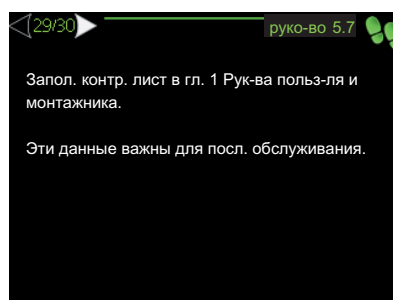 29/30
руко-во 5.7
Запол. контр. лист в гл. 1 Рук-ва польз-ля и
монтажника.
Эти данные важны для посл. обслуживания.